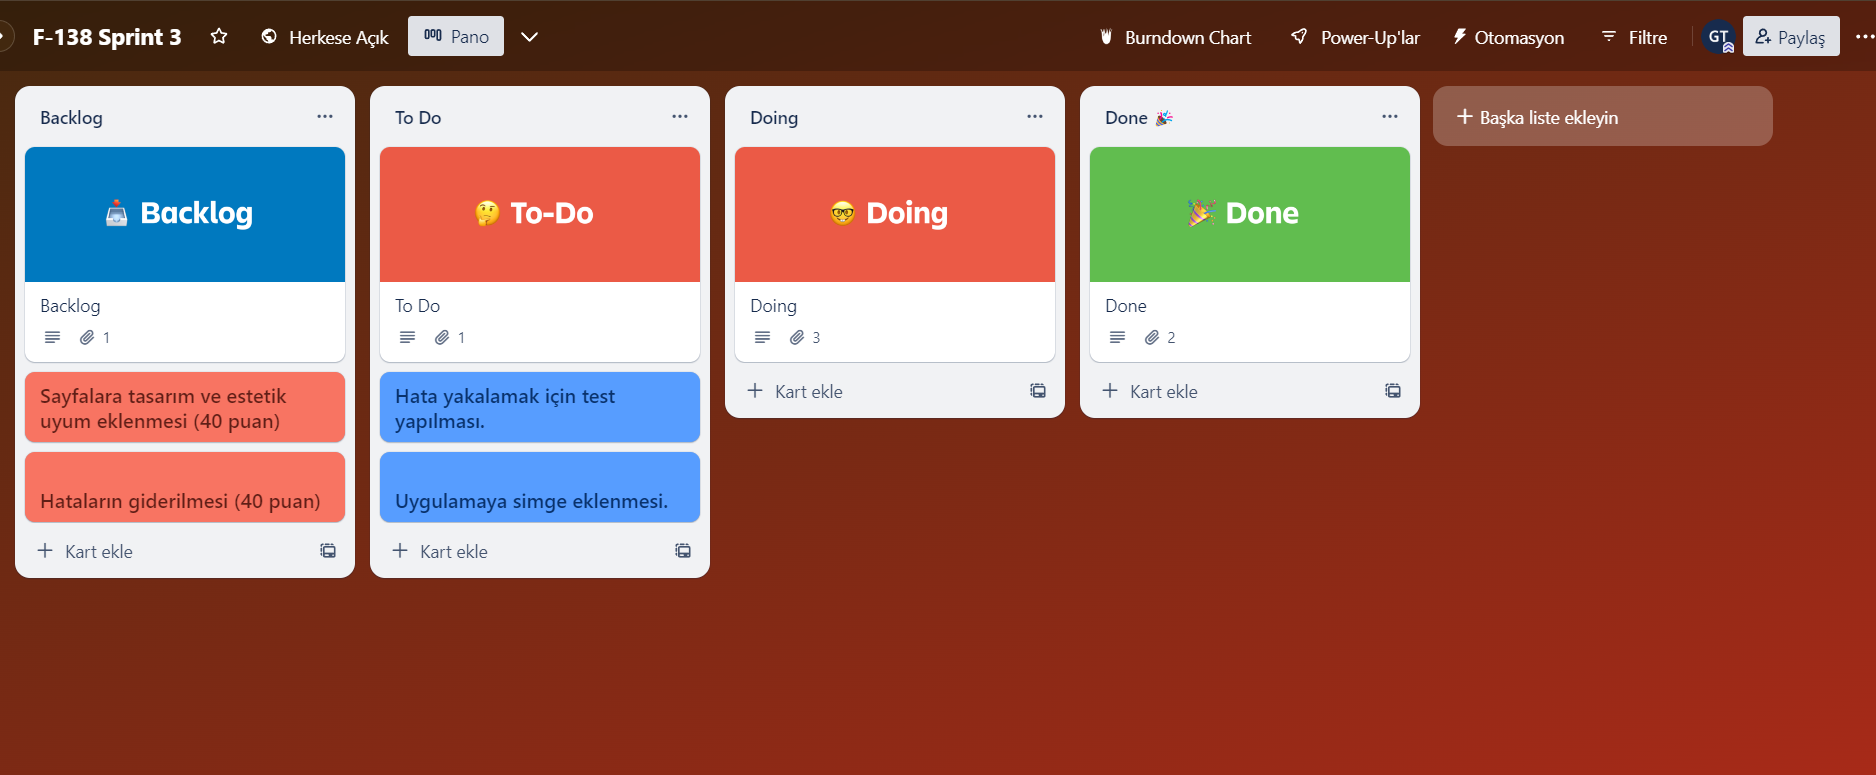 F-138 Sprint 3
Herkese Açık
Pano
Burndown Chart
Power-Up'lar
Otomasyon
Filtre
GT
Paylaş
Backlog
📥 Backlog
Backlog
1
Sayfalara tasarım ve estetik
uyum eklenmesi (40 puan)
Hataların giderilmesi (40 puan)
+ Kart ekle
To Do
🤔 To-Do
To Do
1
Hata yakalamak için test
yapılması.
Uygulamaya simge eklenmesi.
+ Kart ekle
Doing
🤓 Doing
Doing
3
+ Kart ekle
Done 🎉
🎉 Done
Done
2
+ Kart ekle
+ Başka liste ekleyin